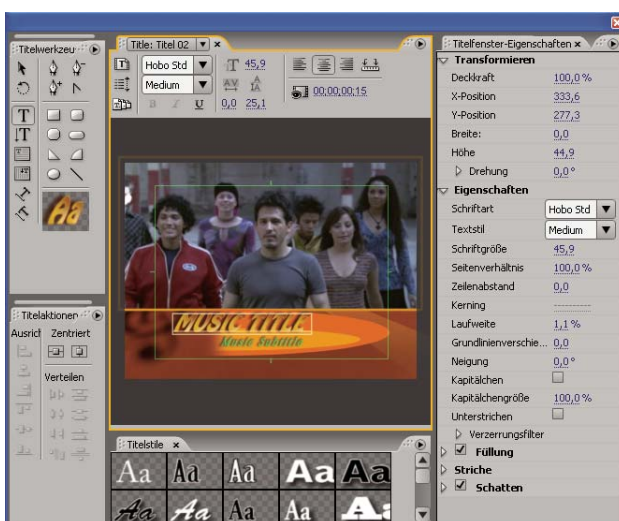 Titelwerkzeu
Title: Titel 02
Hobo Std
45,9
Medium
00;00;00;15
B I U
0,0 25,1
T
Aa
MUSIC TITLE
Music Subtitle
Titelaktionen
Ausrich Zentriert
Verteilen
Titelstile
Aa Aa Aa Aa Aa
Aa Aa Aa Aa A
Titelfenster-Eigenschaften
Transformieren
Deckkraft 100,0 %
X-Position 333,6
Y-Position 277,3
Breite: 0,0
Höhe 44,9
Drehung 0,0 °
Eigenschaften
Schriftart Hobo Std
Textstil Medium
Schriftgröße 45,9
Seitenverhältnis 100,0 %
Zeilenabstand 0,0
Kerning
Laufweite 1,1 %
Grundlinienverschie... 0,0
Neigung 0,0 °
Kapitälchen
Kapitälchengröße 100,0 %
Unterstrichen
Verzerrungsfilter
Füllung
Striche
Schatten